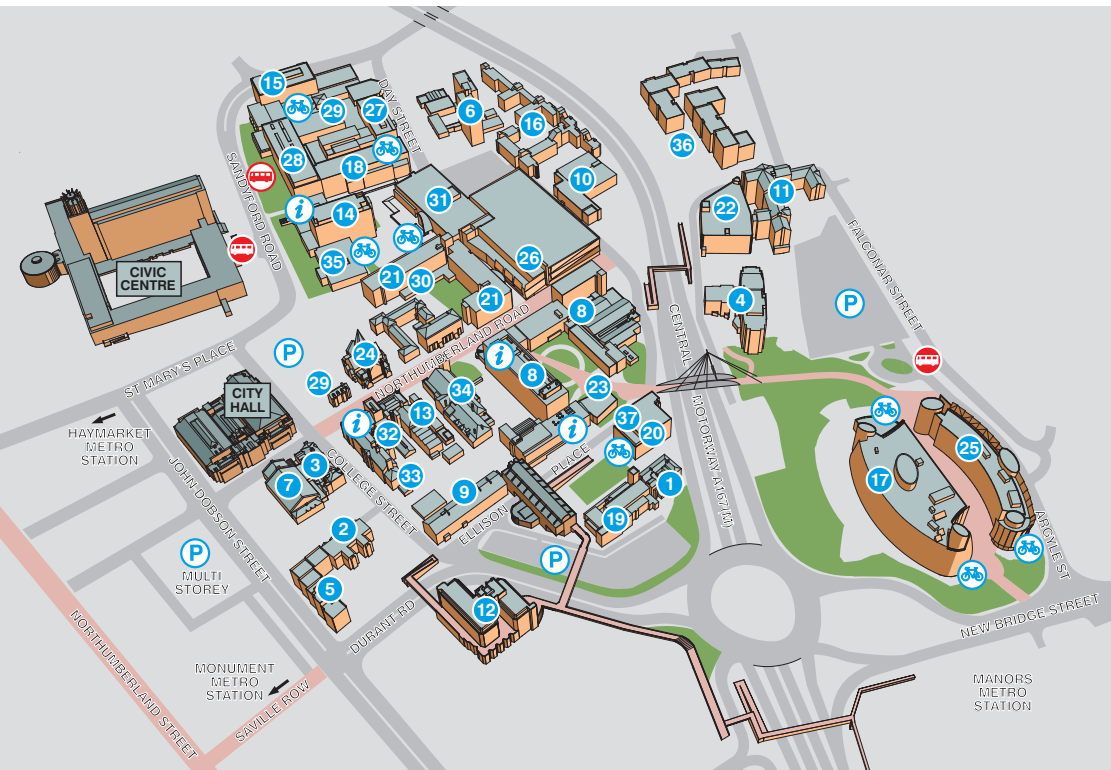 15
29
27
DAY STREET
6
16
36
28
18
SANDYFORD ROAD
i
14
31
10
11
22
CIVIC
CENTRE
35
21
30
26
21
8
4
P
FALCONAR STREET
ST MARY'S PLACE
P
24
NORTHUMBERLAND ROAD
i
8
CENTRAL
MOTORWAY A167(M)
29
CITY
HALL
34
23
HAYMARKET
METRO
STATION
i
32
13
i
37
20
25
17
3
7
COLLEGE STREET
33
9
ELLISON
PLACE
1
19
JOHN DOBSON STREET
2
5
P
MULTI
STOREY
P
ARGYLE ST
12
DURANT RD
NEW BRIDGE STREET
NORTHUMBERLAND STREET
MONUMENT
METRO
STATION
SAVILLE ROW
MANORS
METRO
STATION